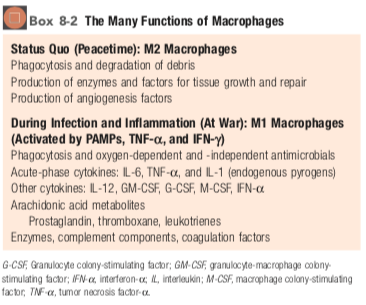 Box 8-2 The Many Functions of Macrophages
Status Quo (Peacetime): M2 Macrophages
Phagocytosis and degradation of debris
Production of enzymes and factors for tissue growth and repair
Production of angiogenesis factors
During Infection and Inflammation (At War): M1 Macrophages
(Activated by PAMPs, TNF-α, and IFN-γ)
Phagocytosis and oxygen-dependent and -independent antimicrobials
Acute-phase cytokines: IL-6, TNF-α, and IL-1 (endogenous pyrogens)
Other cytokines: IL-12, GM-CSF, G-CSF, M-CSF, IFN-α
Arachidonic acid metabolites
Prostaglandin, thromboxane, leukotrienes
Enzymes, complement components, coagulation factors
G-CSF, Granulocyte colony-stimulating factor; GM-CSF, granulocyte-macrophage colony-
stimulating factor; IFN-α, interferon-α; IL, interleukin; M-CSF, macrophage colony-stimulating
factor; TNF-α, tumor necrosis factor-α.